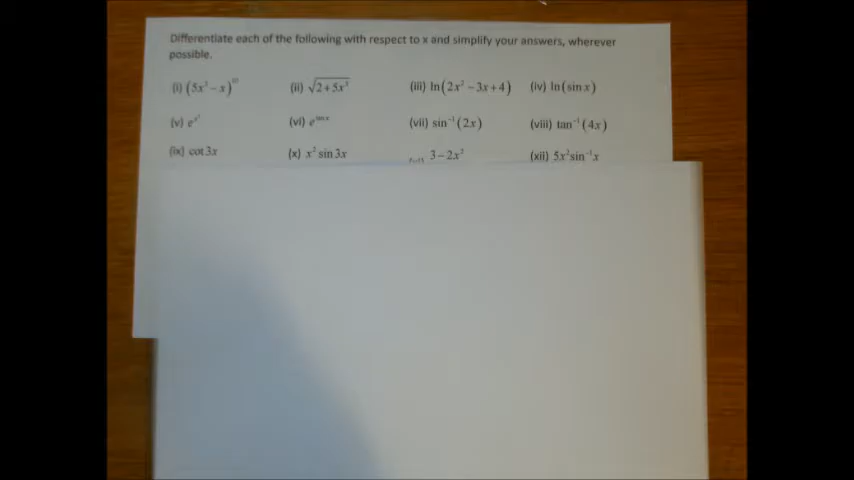 Differentiate each of the following with respect to x and simplify your answers, wherever
possible.
(i) (5x³ − x)¹⁰ (ii) √2 + 5x³ (iii) ln(2x² − 3x + 4) (iv) ln(sin x)
(v) (vi) (vii) sin⁻¹(2x) (viii) tan⁻¹(4x)
(ix) cot 3x (x) x² sin 3x 3 − 2x² (xii) 5x² sin⁻¹x